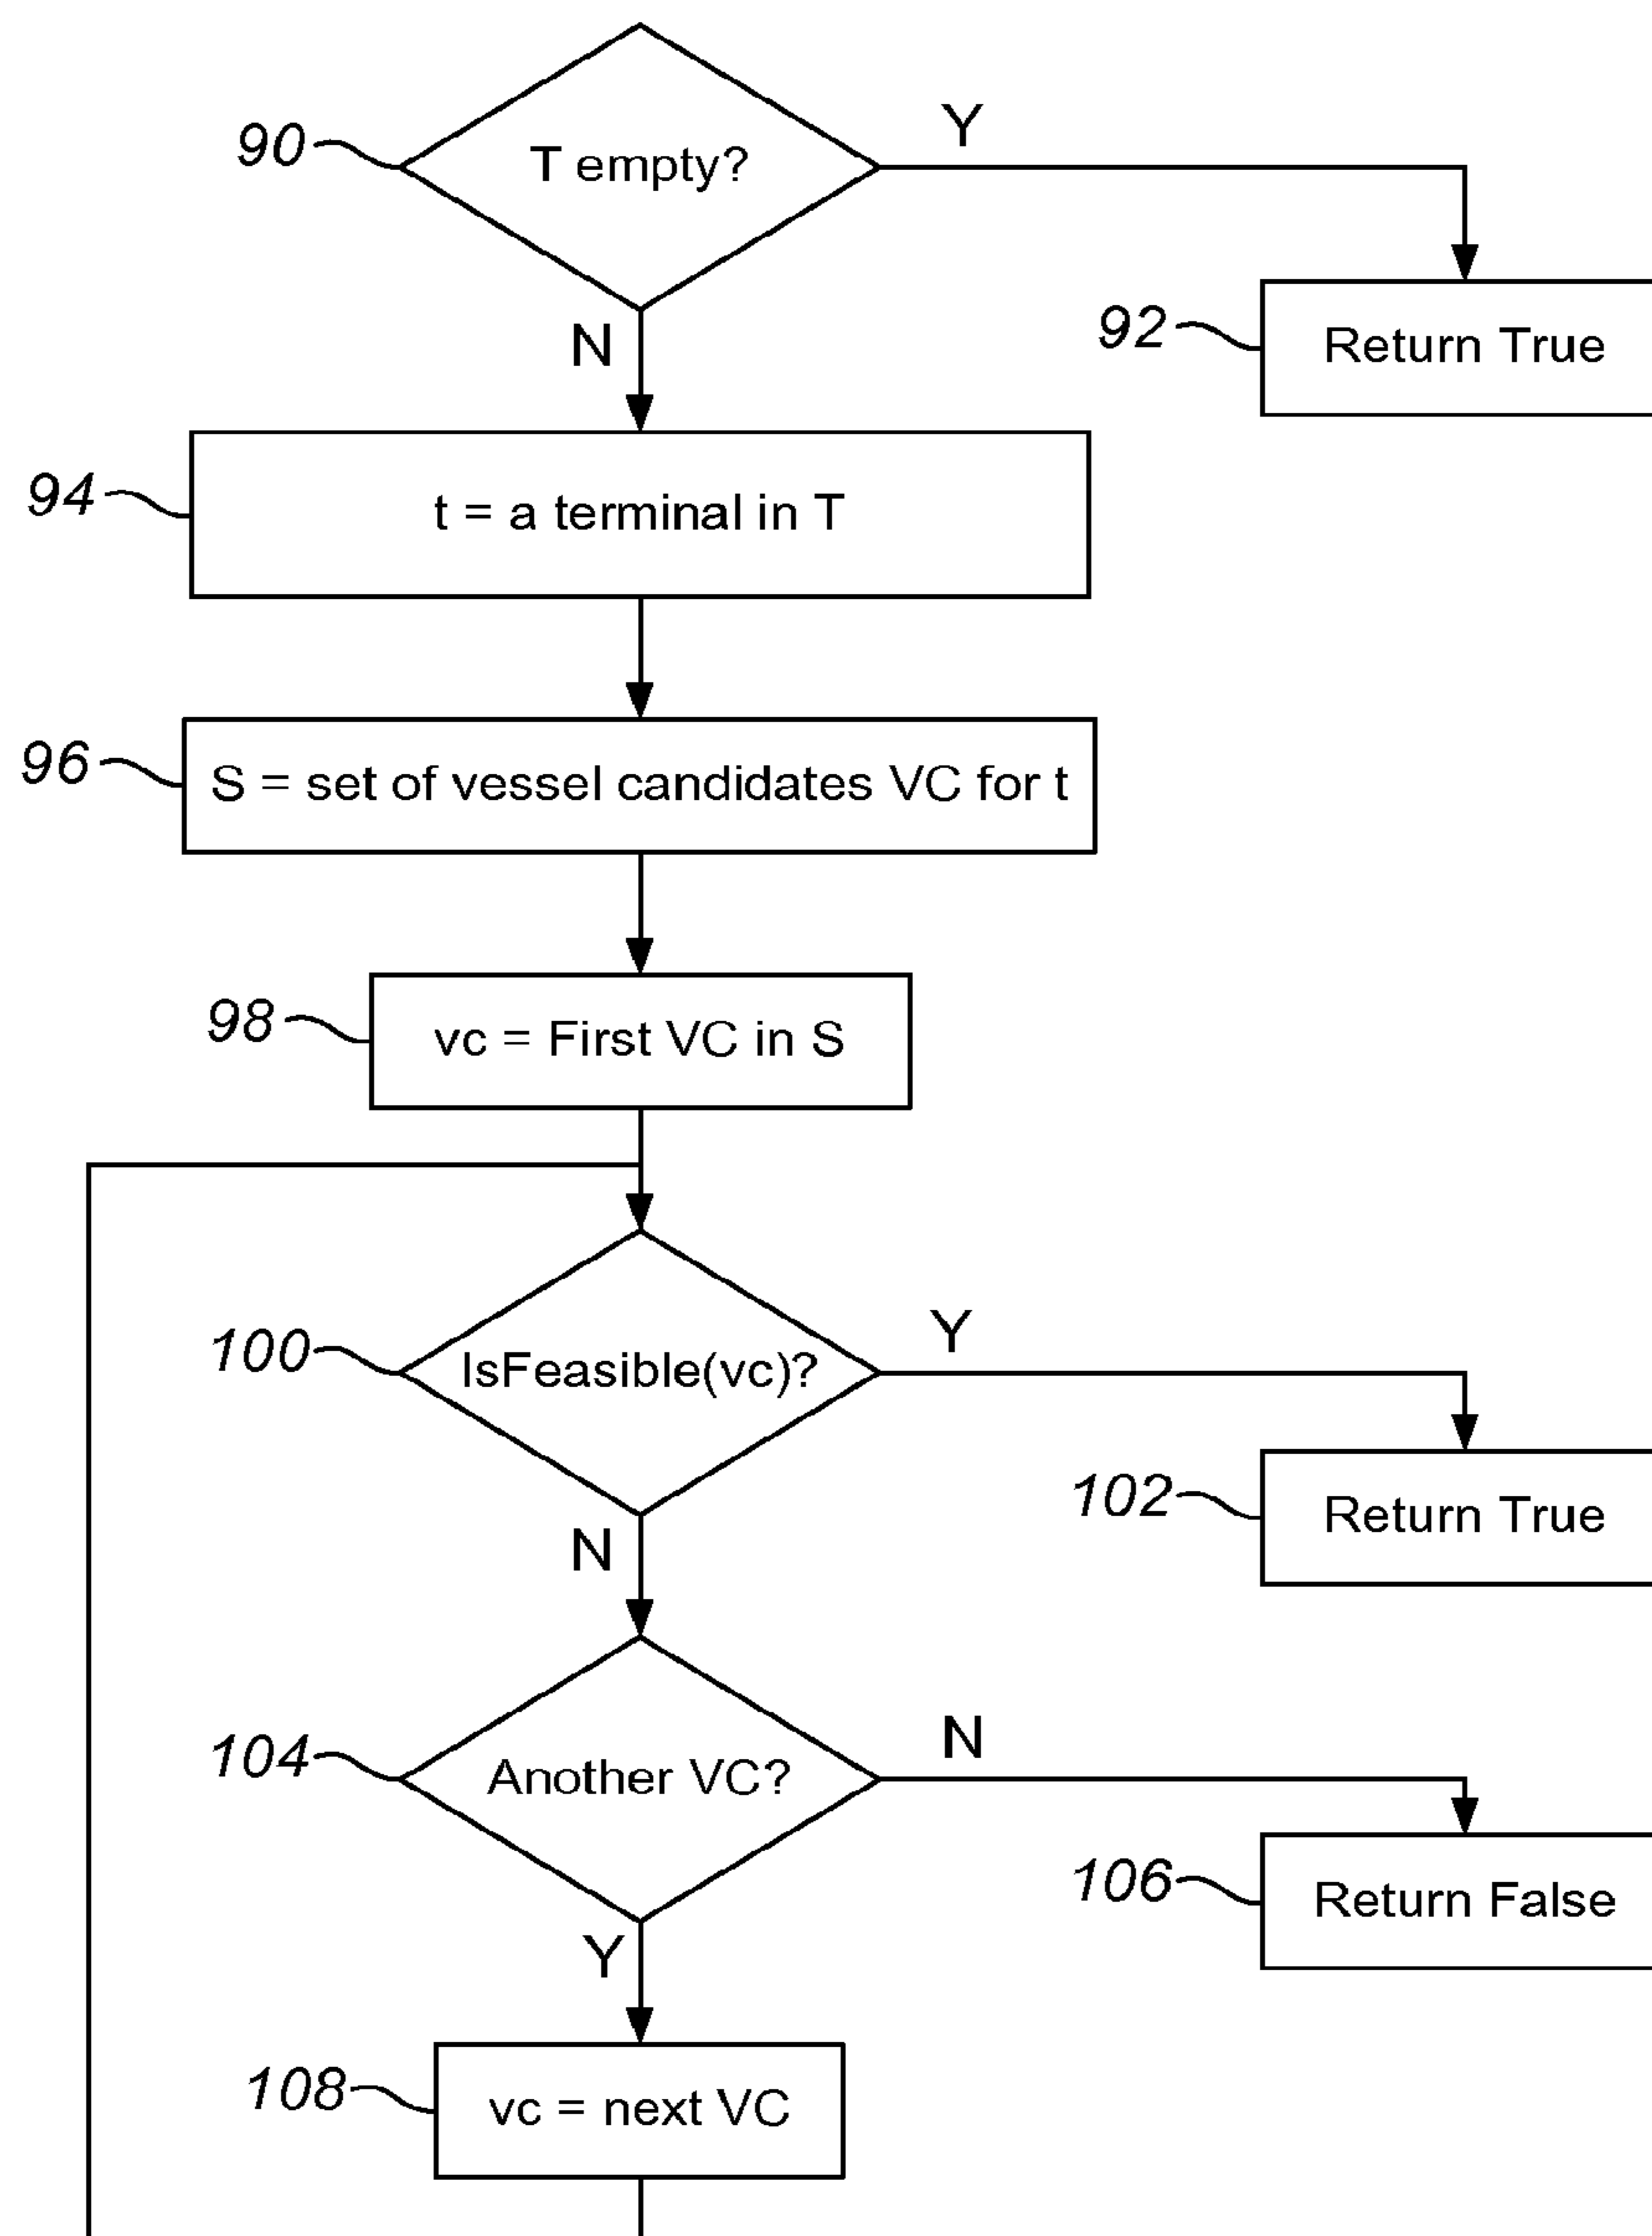 90
T empty?
Y
92
Return True
N
94
t = a terminal in T
96
S = set of vessel candidates VC for t
98
vc = First VC in S
100
IsFeasible(vc)?
Y
102
Return True
N
104
Another VC?
N
106
Return False
Y
108
vc = next VC